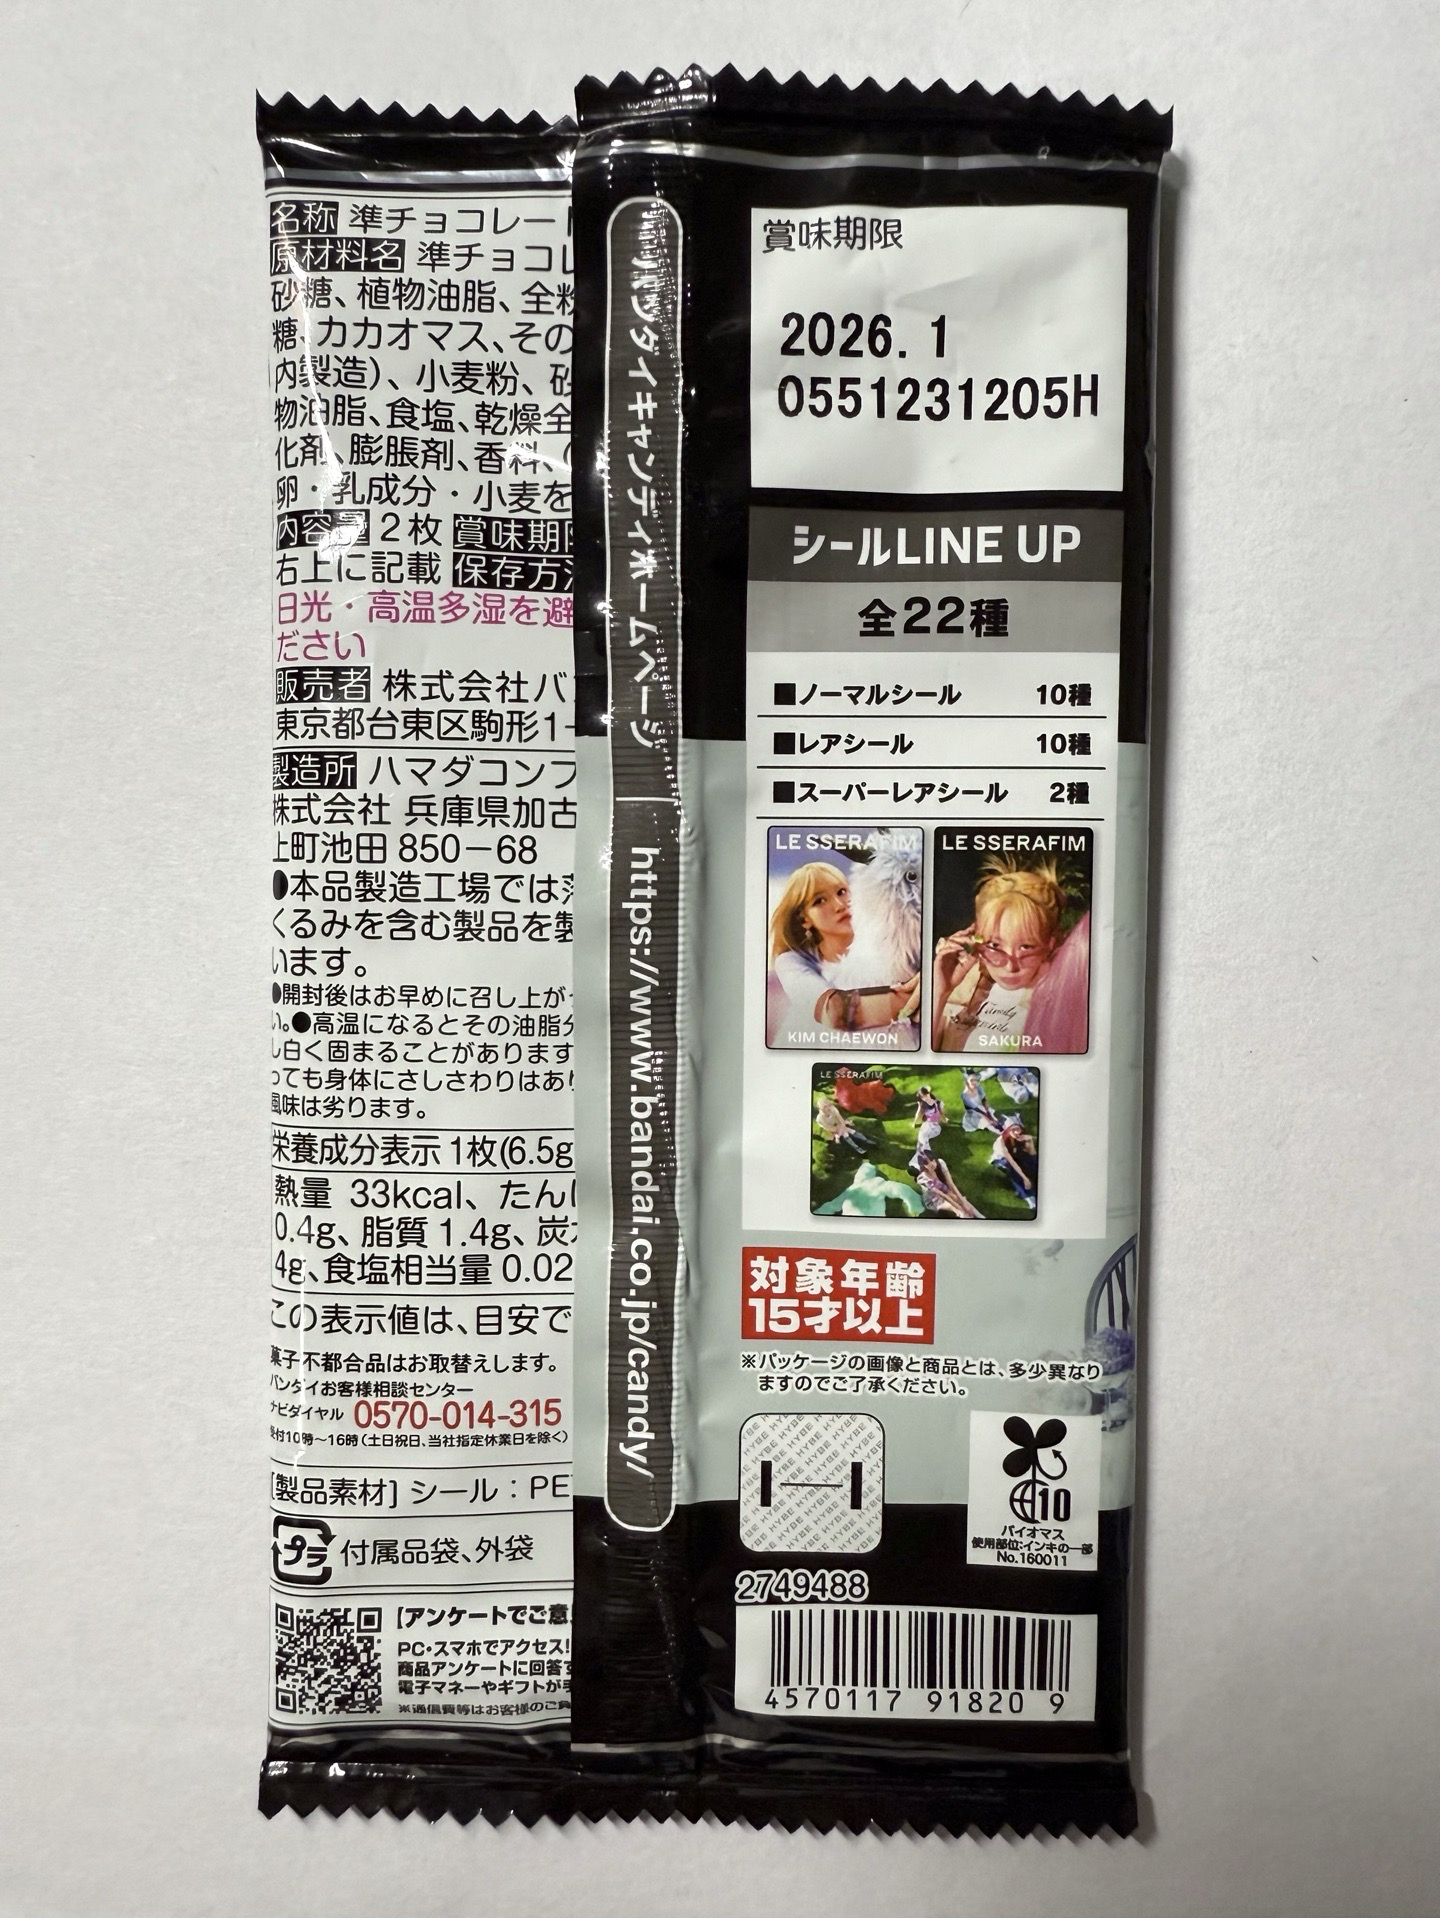 名称 準チョコレー
原材料名 準チョコレ
砂糖、植物油脂、全粉
糖、カカオマス、その
内製造)、小麦粉、砂
物油脂、食塩、乾燥全
化剤、膨脹剤、香料、(
卵・乳成分・小麦を
内容量 2枚 賞味期限
右上に記載 保存方法
日光・高温多湿を避
ださい
販売者 株式会社バン
東京都台東区駒形1-
製造所 ハマダコンフ
株式会社 兵庫県加古
上町池田 850-68
●本品製造工場では
くるみを含む製品を製
います。
●開封後はお早めに召し上が
い。●高温になるとその油脂分
し白く固まることがあります
っても身体にさしさわりはあり
風味は劣ります。
栄養成分表示 1枚(6.5g
熱量 33kcal、たんぱ
0.4g、脂質 1.4g、炭水
4g、食塩相当量 0.02
この表示値は、目安で
菓子不都合品はお取替えします。
バンダイお客様相談センター
ナビダイヤル 0570-014-315
受付10時～16時(土日祝日、当社指定休業日を除く)
[製品素材] シール：PE
プラ 付属品袋、外袋
【アンケートでご意見
PC・スマホでアクセス!
商品アンケートに回答す
電子マネーやギフトが手
※通信費等はお客様のご負
バンダイキャンディホームページ | https://www.bandai.co.jp/candy/
賞味期限
2026.1
0551231205H
シールLINE UP
全22種
■ノーマルシール 10種
■レアシール 10種
■スーパーレアシール 2種
LE SSERAFIM
KIM CHAEWON
LE SSERAFIM
SAKURA
LE SSERAFIM
対象年齢
15才以上
※パッケージの画像と商品とは、多少異なり
ますのでご了承ください。
HYBE
10
バイオマス
使用部位:インキの一部
No.160011
2749488
4570117 91820 9